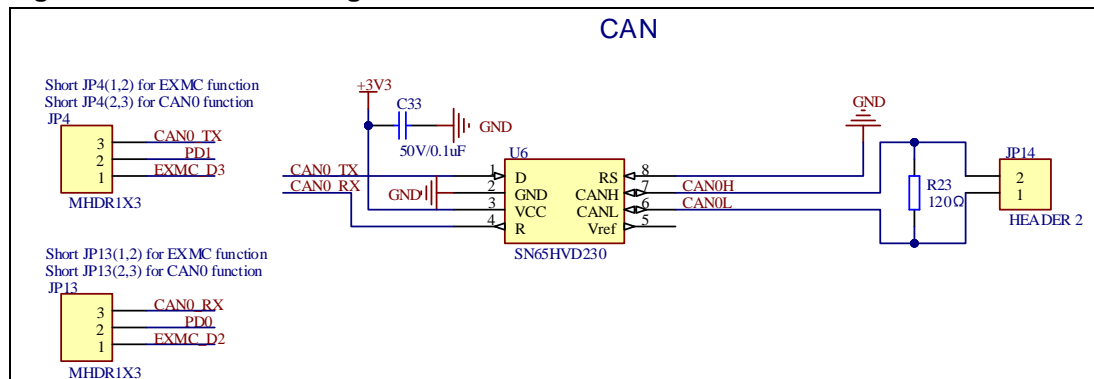 CAN
Short JP4(1,2) for EXMC function
Short JP4(2,3) for CAN0 function
JP4
3 CAN0_TX
2 PD1
1 EXMC_D3
MHDR1X3
Short JP13(1,2) for EXMC function
Short JP13(2,3) for CAN0 function
JP13
3 CAN0_RX
2 PD0
1 EXMC_D2
MHDR1X3
+3V3
C33
GND
50V/0.1uF
U6
CAN0_TX 1 D
GND 2 GND
3 VCC
CAN0_RX 4 R
RS 8
CANH 7 CAN0H
CANL 6 CAN0L
Vref 5
SN65HVD230
GND
R23
120Ω
JP14
2
1
HEADER 2